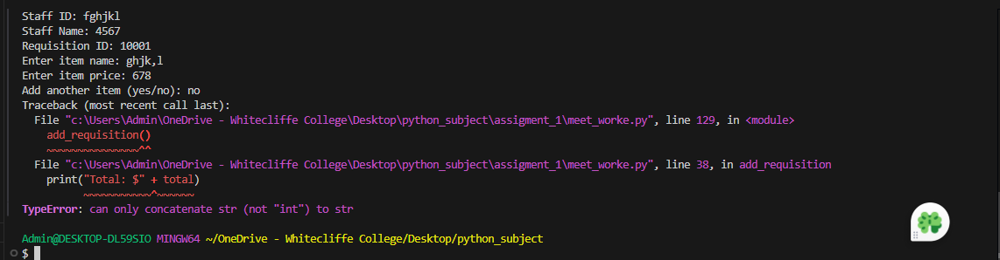 Staff ID: fghjkl
Staff Name: 4567
Requisition ID: 10001
Enter item name: ghjk,l
Enter item price: 678
Add another item (yes/no): no
Traceback (most recent call last):
  File "c:\Users\Admin\OneDrive - Whitecliffe College\Desktop\python_subject\assigment_1\meet_worke.py", line 129, in <module>
    add_requisition()
    ~~~~~~~~~~~~~~~^^
  File "c:\Users\Admin\OneDrive - Whitecliffe College\Desktop\python_subject\assigment_1\meet_worke.py", line 38, in add_requisition
    print("Total: $" + total)
          ~~~~~~~~~~~^~~~~~~
TypeError: can only concatenate str (not "int") to str
Admin@DESKTOP-DL59SIO MINGW64 ~/OneDrive - Whitecliffe College/Desktop/python_subject
$